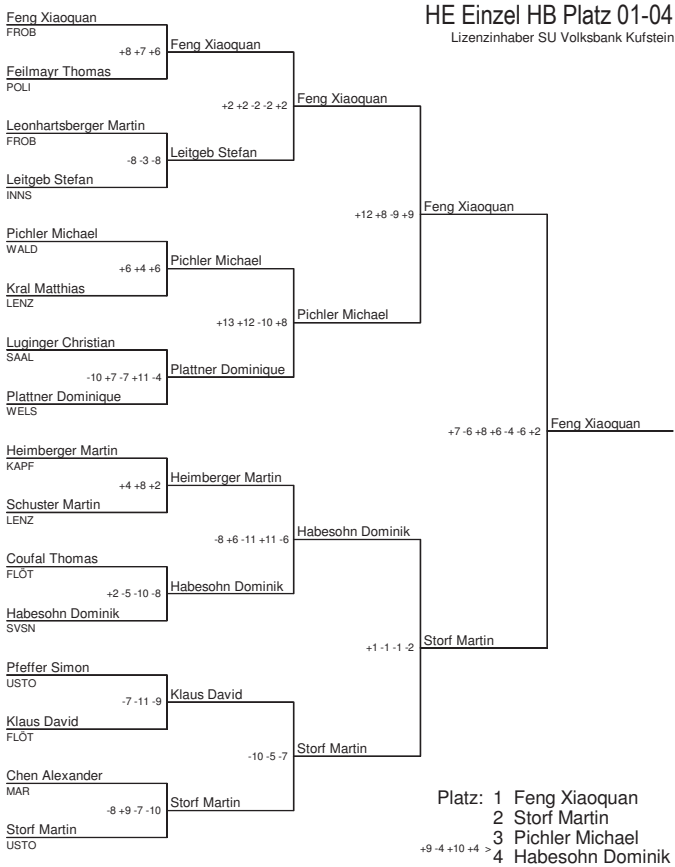 HE Einzel HB Platz 01-04
Lizenzinhaber SU Volksbank Kufstein
Feng Xiaoquan
FROB
+8 +7 +6
Feng Xiaoquan
Feilmayr Thomas
POLI
+2 +2 -2 -2 +2
Feng Xiaoquan
Leonhartsberger Martin
FROB
-8 -3 -8
Leitgeb Stefan
Leitgeb Stefan
INNS
+12 +8 -9 +9
Feng Xiaoquan
Pichler Michael
WALD
+6 +4 +6
Pichler Michael
Kral Matthias
LENZ
+13 +12 -10 +8
Pichler Michael
Luginger Christian
SAAL
-10 +7 -7 +11 -4
Plattner Dominique
Plattner Dominique
WELS
+7 -6 +8 +6 -4 -6 +2
Feng Xiaoquan
Heimberger Martin
KAPF
+4 +8 +2
Heimberger Martin
Schuster Martin
LENZ
-8 +6 -11 +11 -6
Habesohn Dominik
Coufal Thomas
FLÖT
+2 -5 -10 -8
Habesohn Dominik
Habesohn Dominik
SVSN
+1 -1 -1 -2
Storf Martin
Pfeffer Simon
USTO
-7 -11 -9
Klaus David
Klaus David
FLÖT
-10 -5 -7
Storf Martin
Chen Alexander
MAR
-8 +9 -7 -10
Storf Martin
Storf Martin
USTO
Platz: 1 Feng Xiaoquan
2 Storf Martin
3 Pichler Michael
+9 -4 +10 +4 >
4 Habesohn Dominik